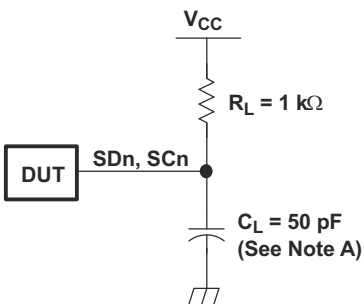 VCC
RL = 1 kΩ
DUT
SDn, SCn
CL = 50 pF
(See Note A)